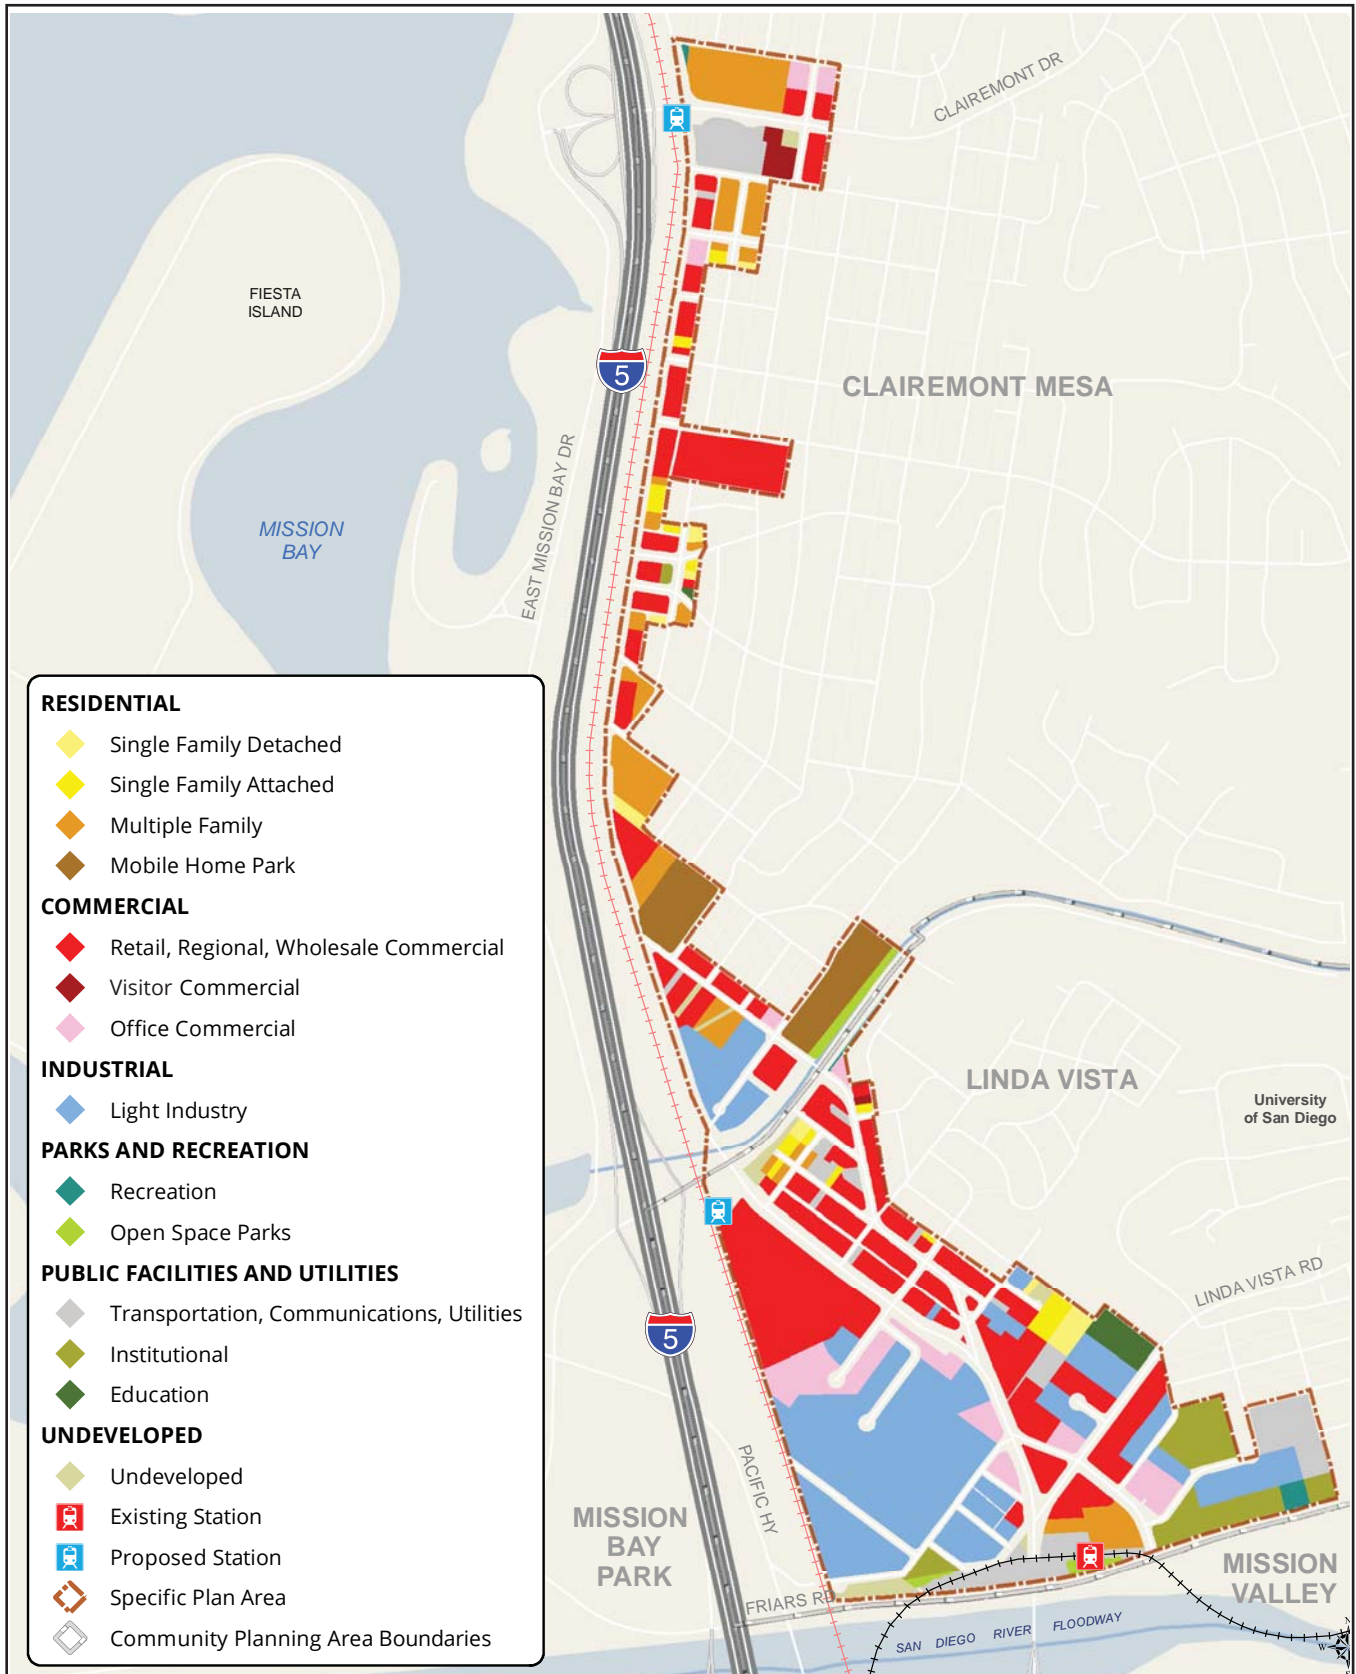 CLAIREMONT DR
FIESTA
ISLAND
5
CLAIREMONT MESA
EAST MISSION BAY DR
MISSION
BAY
RESIDENTIAL
Single Family Detached
Single Family Attached
Multiple Family
Mobile Home Park
COMMERCIAL
Retail, Regional, Wholesale Commercial
Visitor Commercial
Office Commercial
INDUSTRIAL
Light Industry
PARKS AND RECREATION
Recreation
Open Space Parks
PUBLIC FACILITIES AND UTILITIES
Transportation, Communications, Utilities
Institutional
Education
UNDEVELOPED
Undeveloped
Existing Station
Proposed Station
Specific Plan Area
Community Planning Area Boundaries
LINDA VISTA
University
of San Diego
LINDA VISTA RD
5
PACIFIC HY
MISSION
BAY
PARK
FRIARS RD
MISSION
VALLEY
SAN DIEGO RIVER FLOODWAY
W